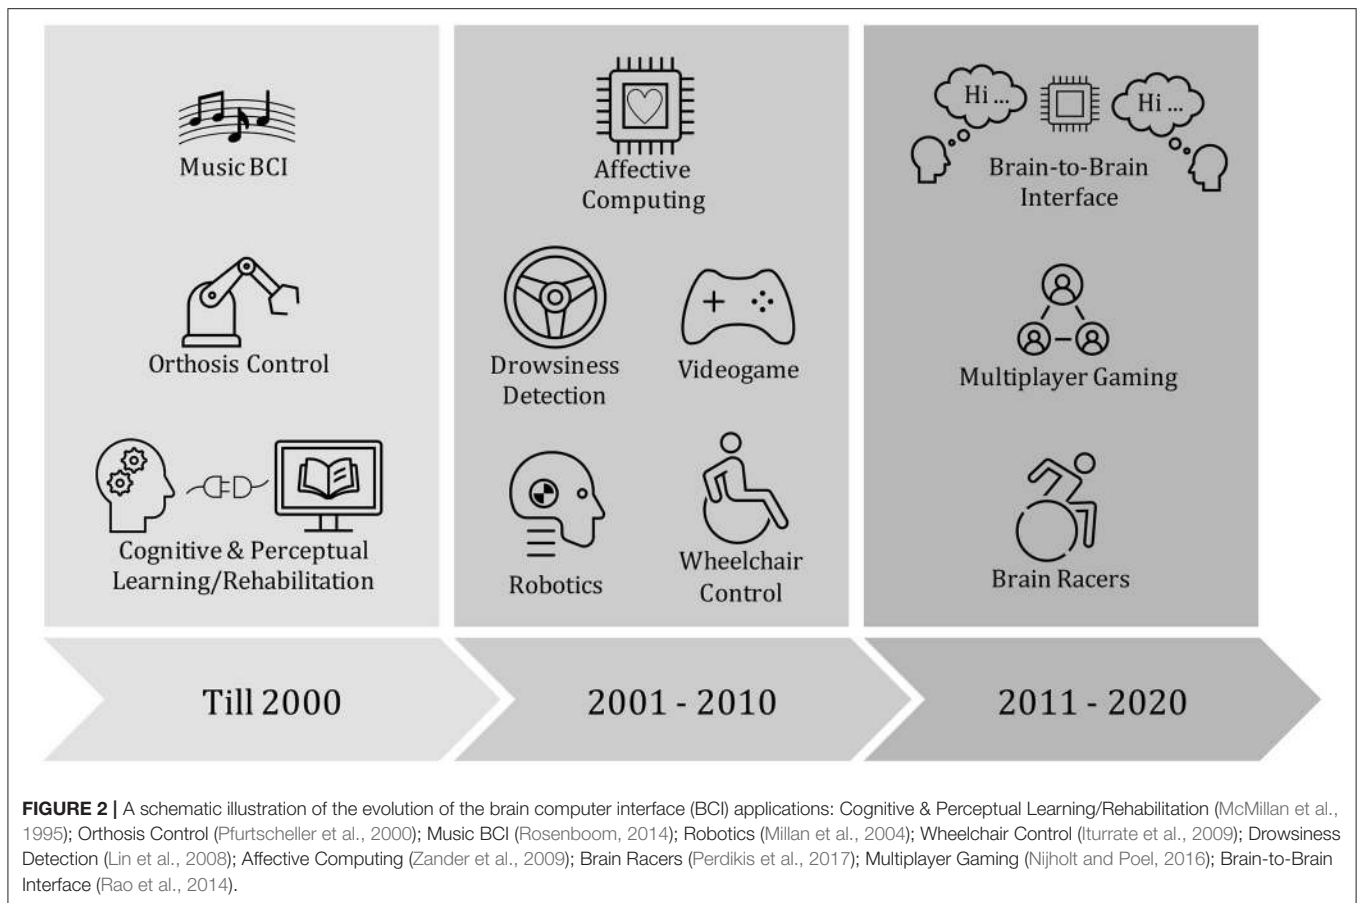 Music BCI
Orthosis Control
Cognitive & Perceptual
Learning/Rehabilitation
Affective
Computing
Drowsiness
Detection
Videogame
Robotics
Wheelchair
Control
Hi ...
Hi ...
Brain-to-Brain
Interface
Multiplayer Gaming
Brain Racers
Till 2000
2001 - 2010
2011 - 2020
FIGURE 2 | A schematic illustration of the evolution of the brain computer interface (BCI) applications: Cognitive & Perceptual Learning/Rehabilitation (McMillan et al.,
1995); Orthosis Control (Pfurtscheller et al., 2000); Music BCI (Rosenboom, 2014); Robotics (Millan et al., 2004); Wheelchair Control (Iturrate et al., 2009); Drowsiness
Detection (Lin et al., 2008); Affective Computing (Zander et al., 2009); Brain Racers (Perdikis et al., 2017); Multiplayer Gaming (Nijholt and Poel, 2016); Brain-to-Brain
Interface (Rao et al., 2014).